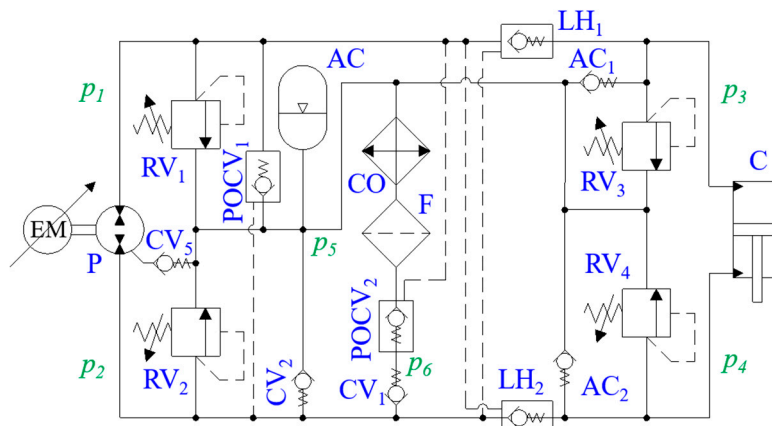 LH₁
AC
AC₁
p₁
p₃
RV₁
POCV₁
CO
RV₃
C
F
EM
CV₅
P
p₅
RV₄
POCV₂
p₂
RV₂
CV₂
p₆
CV₁
LH₂
AC₂
p₄